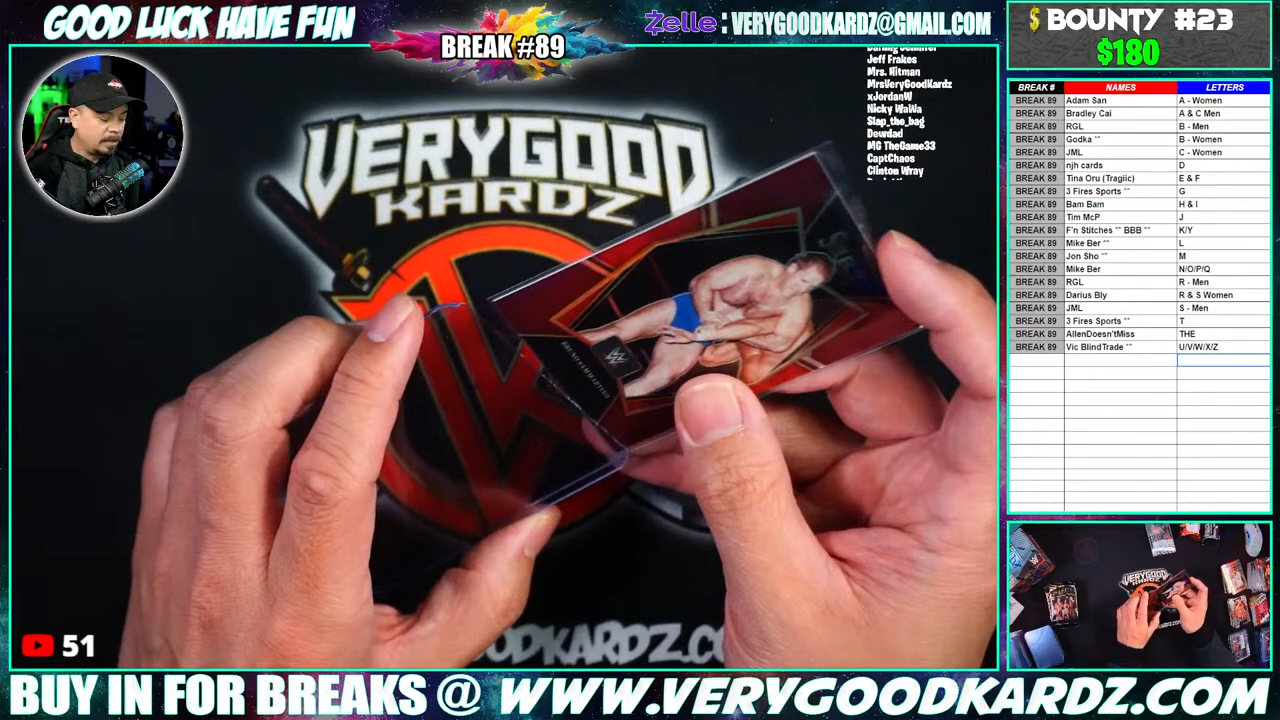 GOOD LUCK HAVE FUN
BREAK #89
Zelle : VERYGOODKARDZ@GMAIL.COM
$ BOUNTY #23
$180
Jeff Frakes
Mrs. Hitman
MrsVeryGoodKardz
xJordanW
Nicky WaWa
Slap_the_bag
Dowdad
MG TheGame33
CaptChaos
Clinton Wray
BREAK # NAMES LETTERS
BREAK 89 Adam San A - Women
BREAK 89 Bradley Cai A & C Men
BREAK 89 RGL B - Men
BREAK 89 Godka ** B - Women
BREAK 89 JML C - Women
BREAK 89 njh cards D
BREAK 89 Tina Oru (Tragiic) E & F
BREAK 89 3 Fires Sports ** G
BREAK 89 Bam Bam H & I
BREAK 89 Tim McP J
BREAK 89 F'n Stitches ** BBB ** K/Y
BREAK 89 Mike Ber ** L
BREAK 89 Jon Sho ** M
BREAK 89 Mike Ber N/O/P/Q
BREAK 89 RGL R - Men
BREAK 89 Darius Bly R & S Women
BREAK 89 JML S - Men
BREAK 89 3 Fires Sports ** T
BREAK 89 AllenDoesn'tMiss THE
BREAK 89 Vic BlindTrade ** U/V/W/X/Z
VERYGOOD
KARDZ
BRUNO SAMMARTINO
OODKARDZ.CO
VERYGOOD
KARDZ
51
BUY IN FOR BREAKS @ WWW.VERYGOODKARDZ.COM